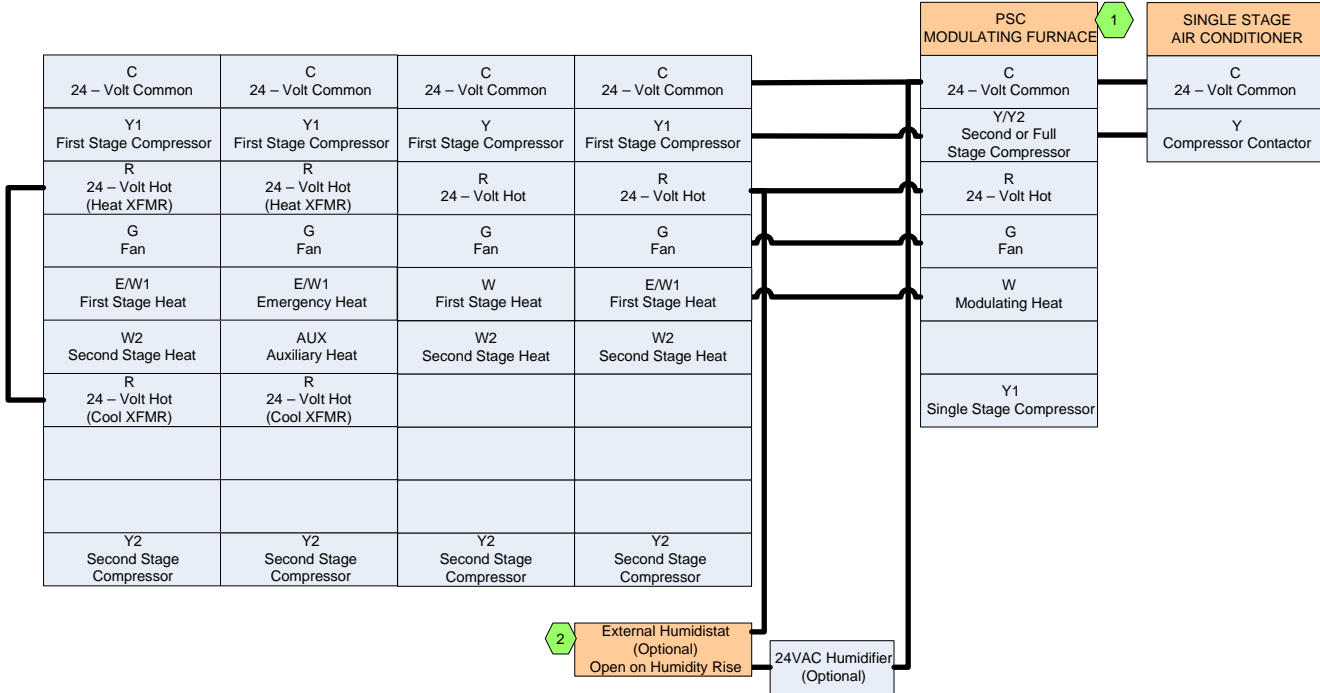 PSC
MODULATING FURNACE
1
SINGLE STAGE
AIR CONDITIONER
C
24 – Volt Common
C
24 – Volt Common
C
24 – Volt Common
C
24 – Volt Common
C
24 – Volt Common
C
24 – Volt Common
Y1
First Stage Compressor
Y1
First Stage Compressor
Y
First Stage Compressor
Y1
First Stage Compressor
Y/Y2
Second or Full
Stage Compressor
Y
Compressor Contactor
R
24 – Volt Hot
(Heat XFMR)
R
24 – Volt Hot
(Heat XFMR)
R
24 – Volt Hot
R
24 – Volt Hot
R
24 – Volt Hot
G
Fan
G
Fan
G
Fan
G
Fan
G
Fan
E/W1
First Stage Heat
E/W1
Emergency Heat
W
First Stage Heat
E/W1
First Stage Heat
W
Modulating Heat
W2
Second Stage Heat
AUX
Auxiliary Heat
W2
Second Stage Heat
W2
Second Stage Heat
R
24 – Volt Hot
(Cool XFMR)
R
24 – Volt Hot
(Cool XFMR)
Y1
Single Stage Compressor
Y2
Second Stage
Compressor
Y2
Second Stage
Compressor
Y2
Second Stage
Compressor
Y2
Second Stage
Compressor
2
External Humidistat
(Optional)
Open on Humidity Rise
24VAC Humidifier
(Optional)